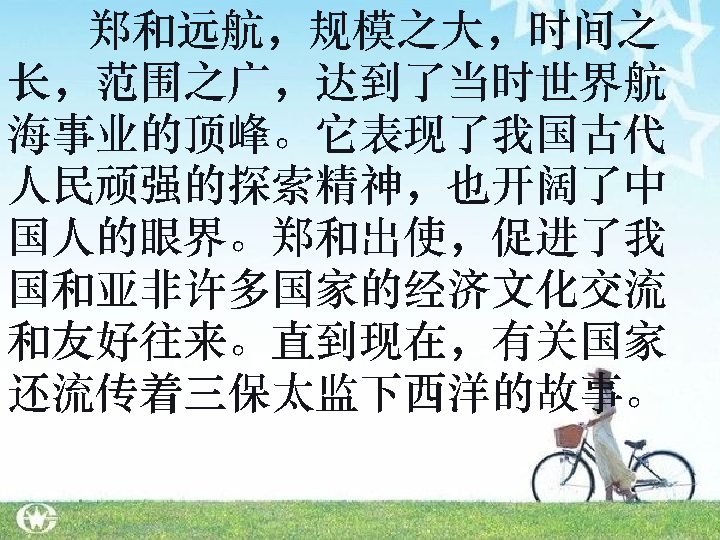 郑和远航，规模之大，时间之
长，范围之广，达到了当时世界航
海事业的顶峰。它表现了我国古代
人民顽强的探索精神，也开阔了中
国人的眼界。郑和出使，促进了我
国和亚非许多国家的经济文化交流
和友好往来。直到现在，有关国家
还流传着三保太监下西洋的故事。